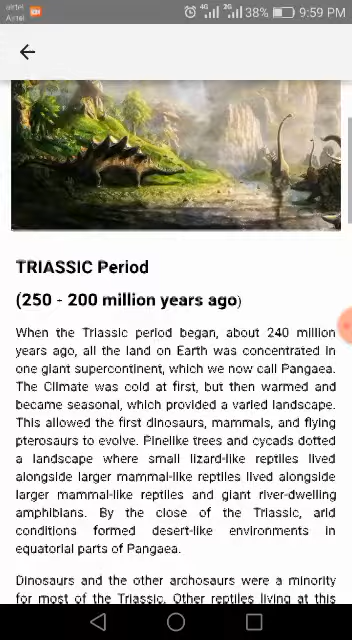 airtel
Airtel
4G 2G 38% 9:59 PM
TRIASSIC Period
(250 - 200 million years ago)
When the Triassic period began, about 240 million
years ago, all the land on Earth was concentrated in
one giant supercontinent, which we now call Pangaea.
The Climate was cold at first, but then warmed and
became seasonal, which provided a varied landscape.
This allowed the first dinosaurs, mammals, and flying
pterosaurs to evolve. Pinelike trees and cycads dotted
a landscape where small lizard-like reptiles lived
alongside larger mammal-like reptiles lived alongside
larger mammal-like reptiles and giant river-dwelling
amphibians. By the close of the Triassic, arid
conditions formed desert-like environments in
equatorial parts of Pangaea.
Dinosaurs and the other archosaurs were a minority
for most of the Triassic. Other reptiles living at this